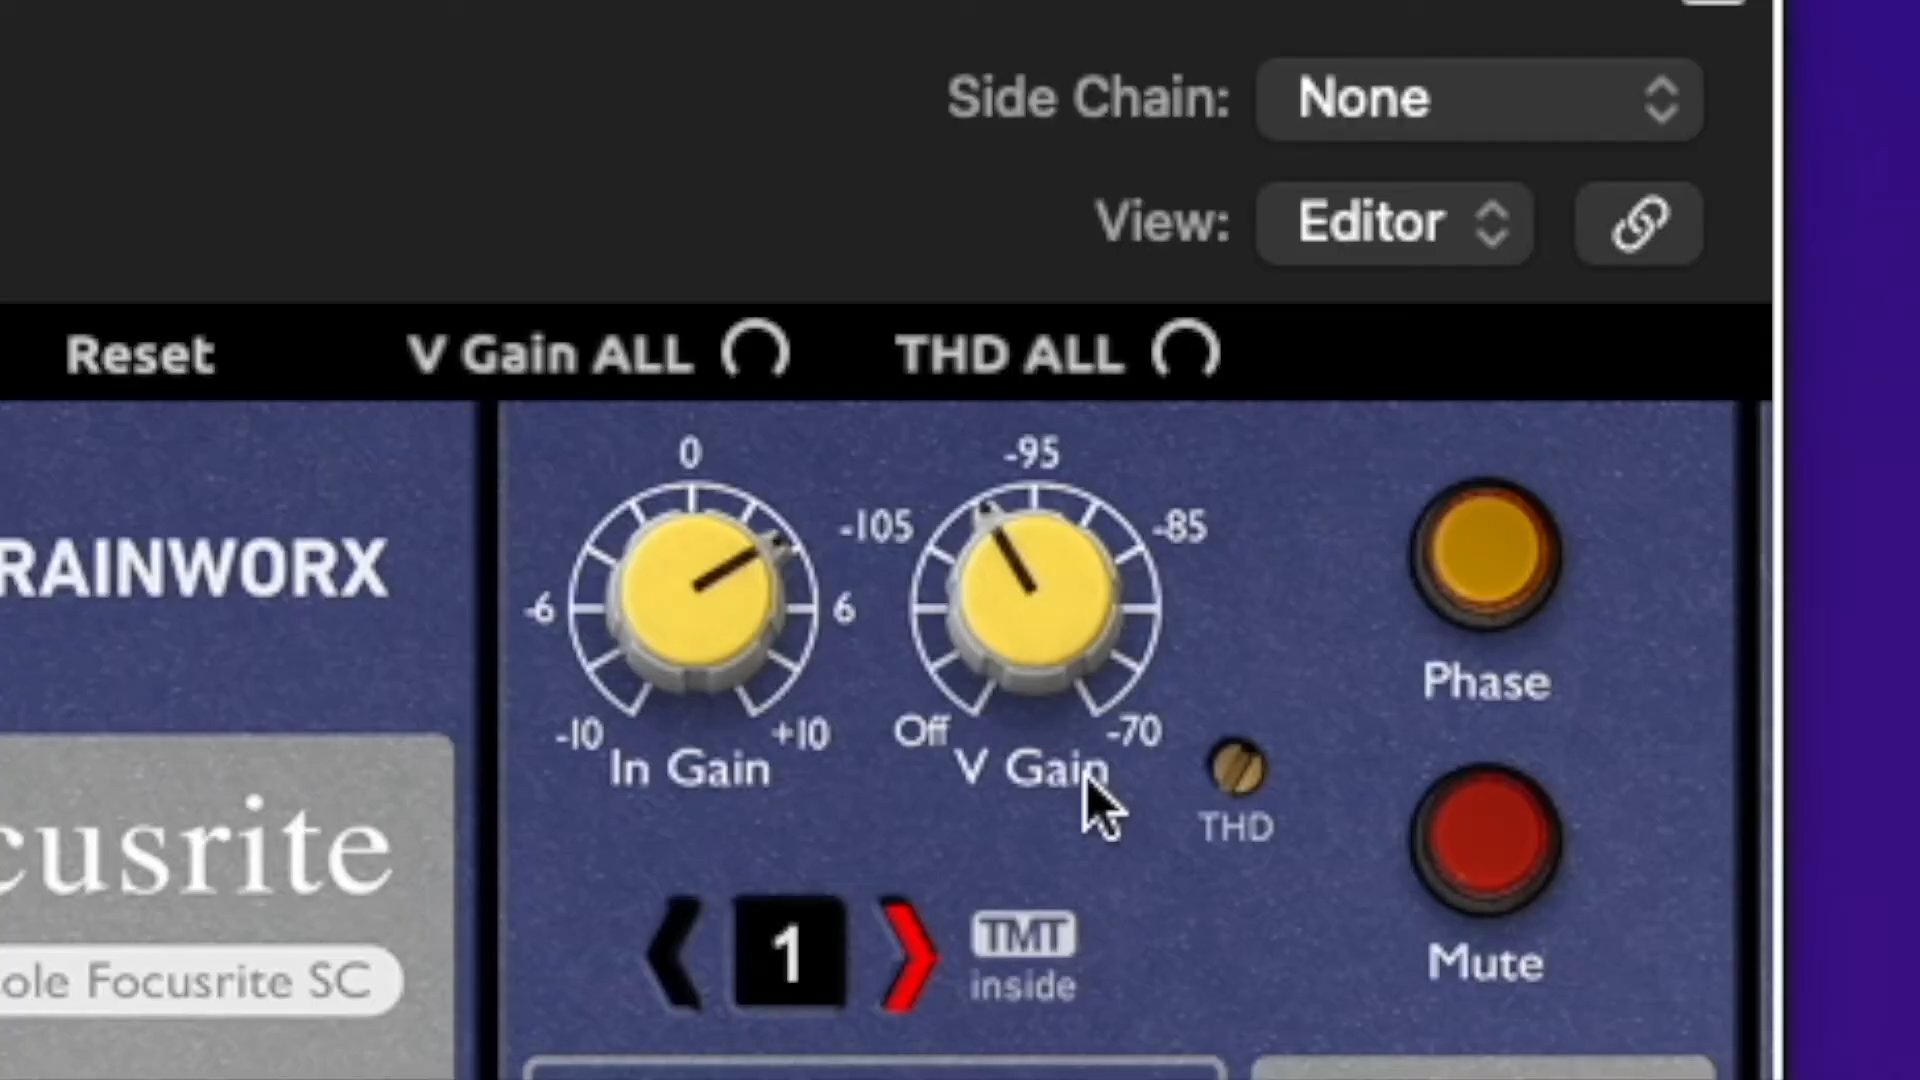 Side Chain: None
View: Editor
Reset V Gain ALL THD ALL
0 -95
-105 -85
RAINWORX
-6 6
Phase
-10 +10 Off -70
In Gain V Gain
THD
cusrite
1 TMT
inside
Mute
ole Focusrite SC